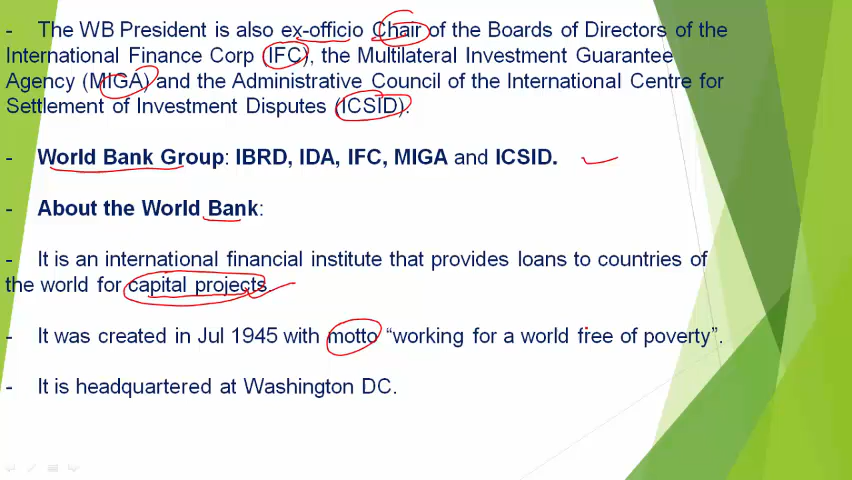 - The WB President is also ex-officio Chair of the Boards of Directors of the
International Finance Corp (IFC), the Multilateral Investment Guarantee
Agency (MIGA) and the Administrative Council of the International Centre for
Settlement of Investment Disputes (ICSID).
- World Bank Group: IBRD, IDA, IFC, MIGA and ICSID.
- About the World Bank:
- It is an international financial institute that provides loans to countries of
the world for capital projects.
- It was created in Jul 1945 with motto “working for a world free of poverty”.
- It is headquartered at Washington DC.